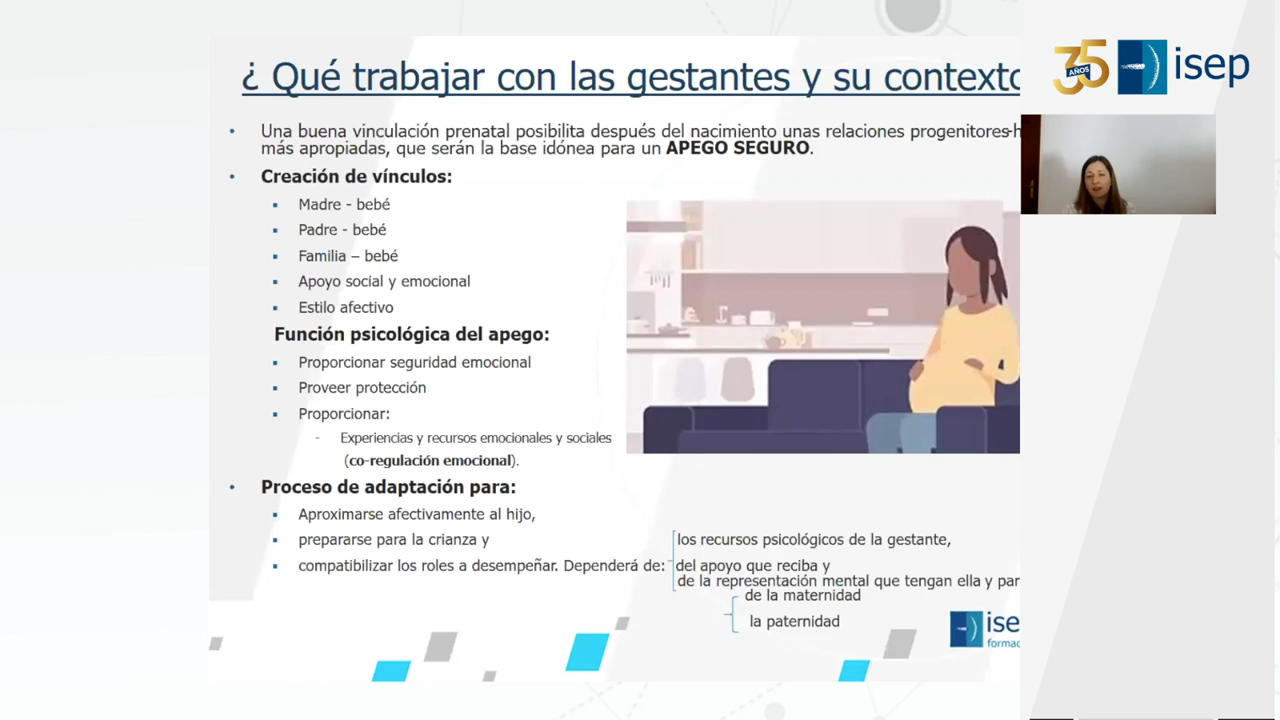 ¿ Qué trabajar con las gestantes y su contexto
35 AÑOS
isep
• Una buena vinculación prenatal posibilita después del nacimiento unas relaciones progenitores-h
más apropiadas, que serán la base idónea para un APEGO SEGURO.
• Creación de vínculos:
▪ Madre - bebé
▪ Padre - bebé
▪ Familia – bebé
▪ Apoyo social y emocional
▪ Estilo afectivo
Función psicológica del apego:
▪ Proporcionar seguridad emocional
▪ Proveer protección
▪ Proporcionar:
- Experiencias y recursos emocionales y sociales
(co-regulación emocional).
• Proceso de adaptación para:
▪ Aproximarse afectivamente al hijo,
▪ prepararse para la crianza y
▪ compatibilizar los roles a desempeñar. Dependerá de:
los recursos psicológicos de la gestante,
del apoyo que reciba y
de la representación mental que tengan ella y par
de la maternidad
la paternidad
ise
formac